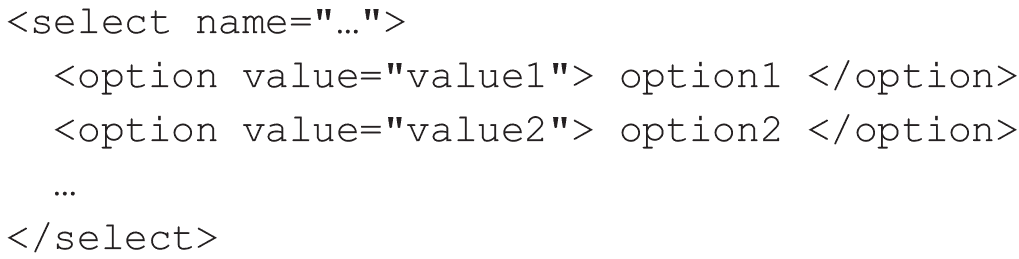 <select name="…">
<option value="value1"> option1 </option>
<option value="value2"> option2 </option>
…
</select>